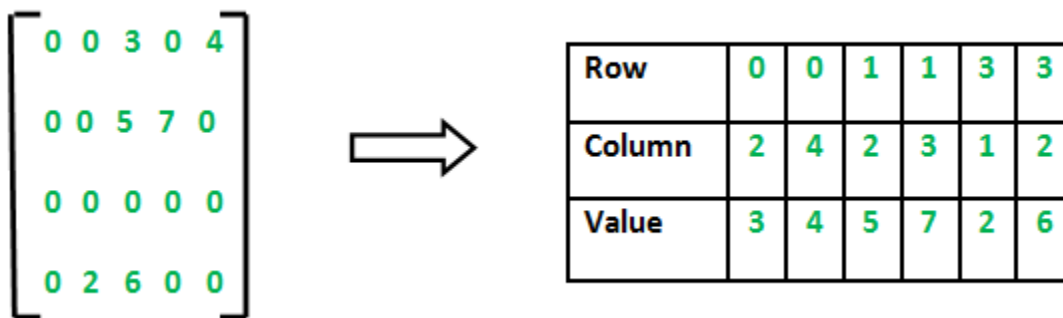 0 0 3 0 4
0 0 5 7 0
0 0 0 0 0
0 2 6 0 0
Row 0 0 1 1 3 3
Column 2 4 2 3 1 2
Value 3 4 5 7 2 6